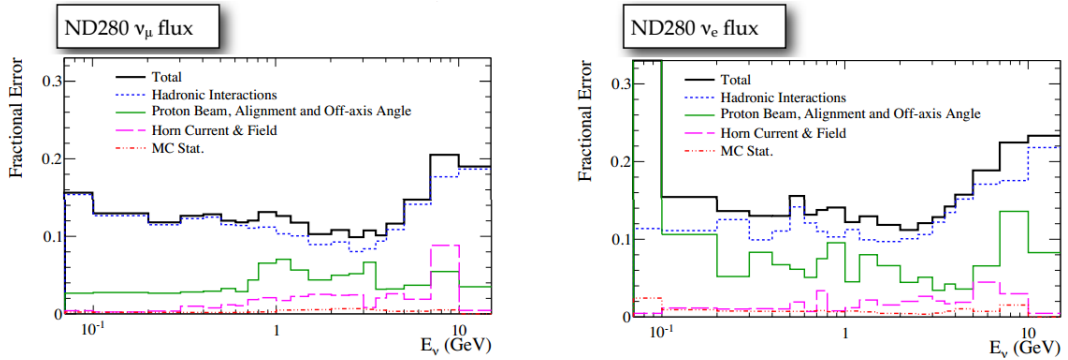 ND280 νμ flux
Fractional Error
0.3
0.2
0.1
0
Total
Hadronic Interactions
Proton Beam, Alignment and Off-axis Angle
Horn Current & Field
MC Stat.
10⁻¹
1
10
Eν (GeV)
ND280 νe flux
Fractional Error
0.3
0.2
0.1
0
Total
Hadronic Interactions
Proton Beam, Alignment and Off-axis Angle
Horn Current & Field
MC Stat.
10⁻¹
1
10
Eν (GeV)